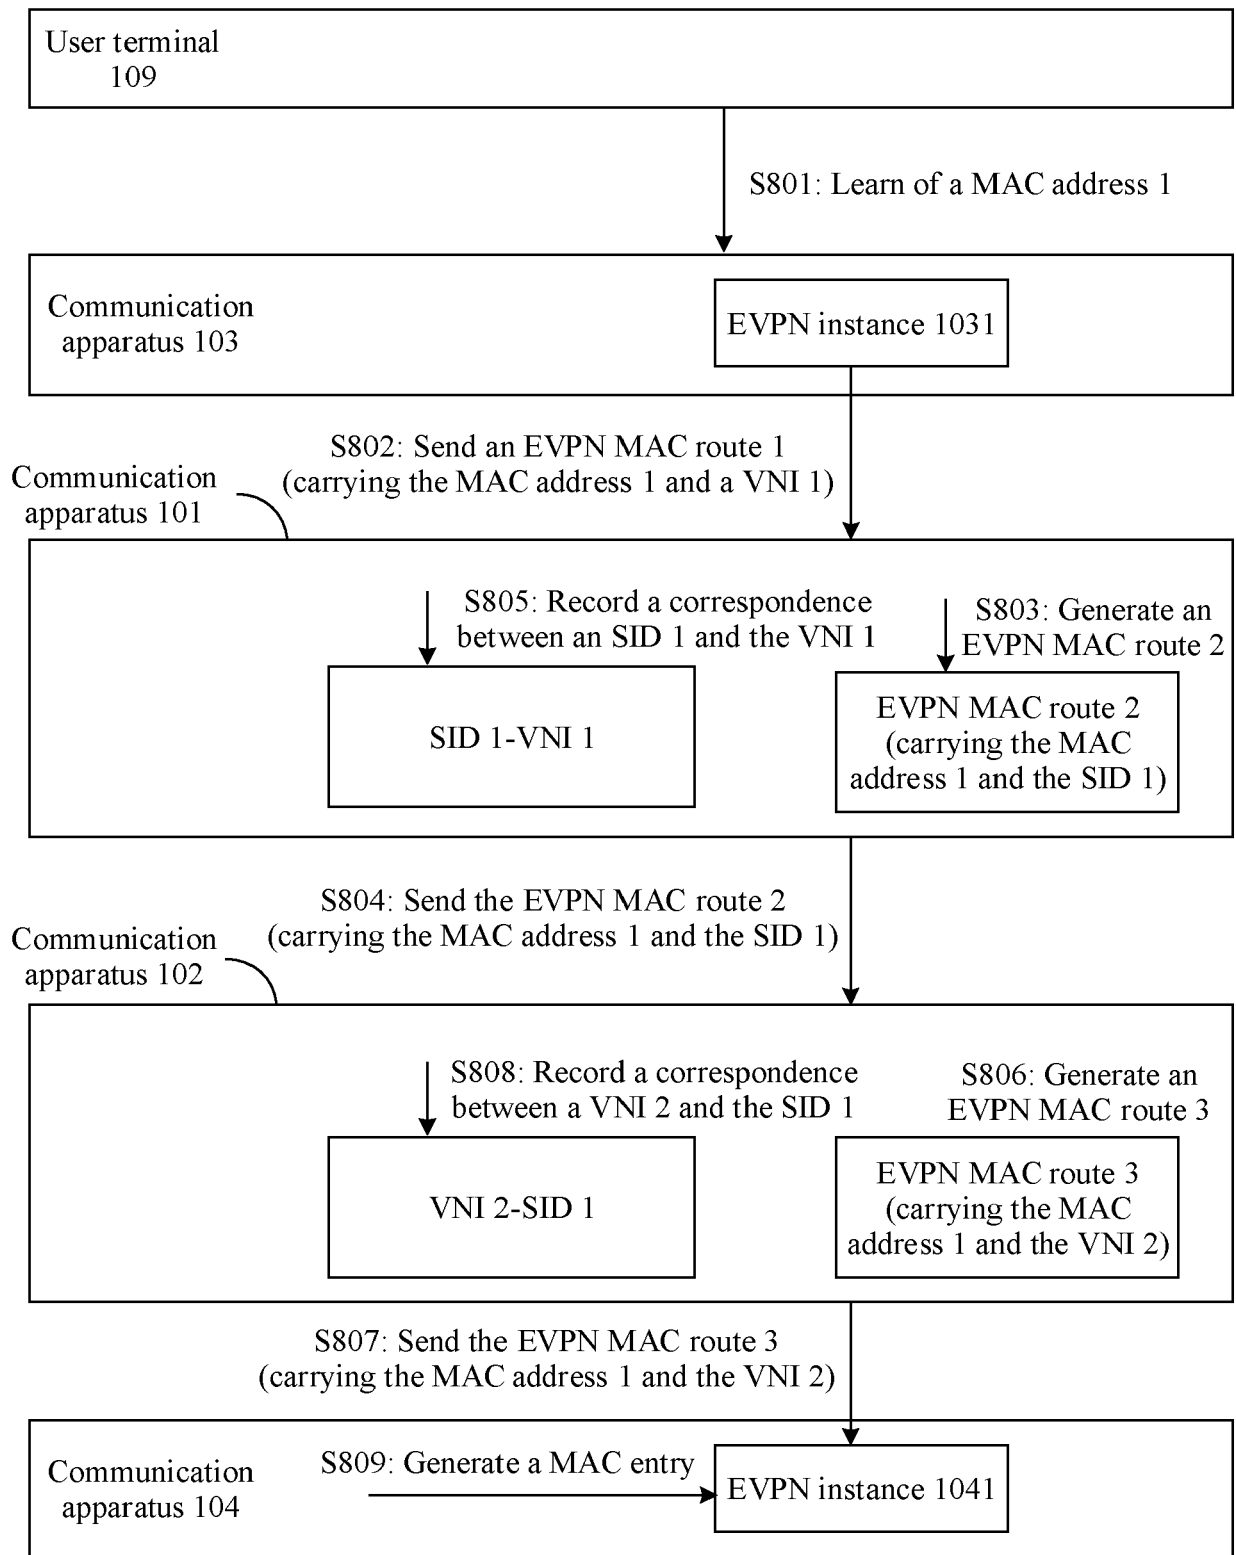 User terminal
109
S801: Learn of a MAC address 1
Communication
apparatus 103
EVPN instance 1031
S802: Send an EVPN MAC route 1
(carrying the MAC address 1 and a VNI 1)
Communication
apparatus 101
S805: Record a correspondence
between an SID 1 and the VNI 1
S803: Generate an
EVPN MAC route 2
SID 1-VNI 1
EVPN MAC route 2
(carrying the MAC
address 1 and the SID 1)
S804: Send the EVPN MAC route 2
(carrying the MAC address 1 and the SID 1)
Communication
apparatus 102
S808: Record a correspondence
between a VNI 2 and the SID 1
S806: Generate an
EVPN MAC route 3
VNI 2-SID 1
EVPN MAC route 3
(carrying the MAC
address 1 and the VNI 2)
S807: Send the EVPN MAC route 3
(carrying the MAC address 1 and the VNI 2)
Communication
apparatus 104
S809: Generate a MAC entry
EVPN instance 1041